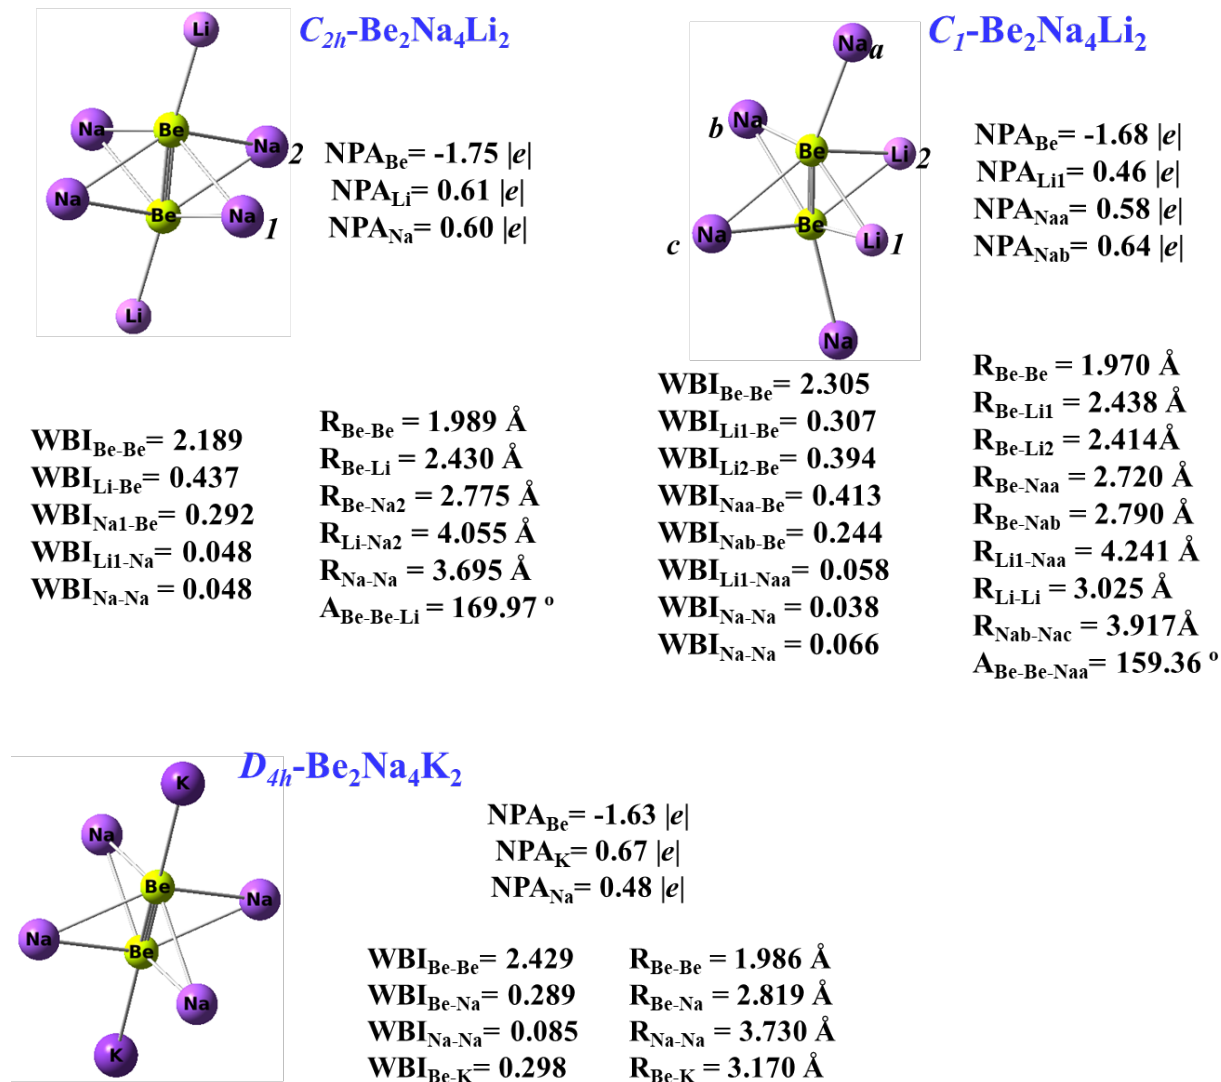 C2h-Be2Na4Li2
Li
Na
Be
Na
2
Na
Be
Na
1
Li
NPABe= -1.75 |e|
NPALi= 0.61 |e|
NPANa= 0.60 |e|
WBIBe-Be= 2.189
WBILi-Be= 0.437
WBINa1-Be= 0.292
WBILi1-Na= 0.048
WBINa-Na = 0.048
RBe-Be = 1.989 Å
RBe-Li = 2.430 Å
RBe-Na2 = 2.775 Å
RLi-Na2 = 4.055 Å
RNa-Na = 3.695 Å
ABe-Be-Li = 169.97 º
C1-Be2Na4Li2
Na
a
b
Na
Be
Li
2
c
Na
Be
Li
1
Na
NPABe= -1.68 |e|
NPALi1= 0.46 |e|
NPANaa= 0.58 |e|
NPANab= 0.64 |e|
WBIBe-Be= 2.305
WBILi1-Be= 0.307
WBILi2-Be= 0.394
WBINaa-Be= 0.413
WBINab-Be= 0.244
WBILi1-Naa= 0.058
WBINa-Na = 0.038
WBINa-Na = 0.066
RBe-Be = 1.970 Å
RBe-Li1 = 2.438 Å
RBe-Li2 = 2.414Å
RBe-Naa = 2.720 Å
RBe-Nab = 2.790 Å
RLi1-Naa = 4.241 Å
RLi-Li = 3.025 Å
RNab-Nac = 3.917Å
ABe-Be-Naa= 159.36 º
D4h-Be2Na4K2
K
Na
Be
Na
Na
Be
Na
K
NPABe= -1.63 |e|
NPAK= 0.67 |e|
NPANa= 0.48 |e|
WBIBe-Be= 2.429
WBIBe-Na= 0.289
WBINa-Na= 0.085
WBIBe-K= 0.298
RBe-Be = 1.986 Å
RBe-Na = 2.819 Å
RNa-Na = 3.730 Å
RBe-K = 3.170 Å